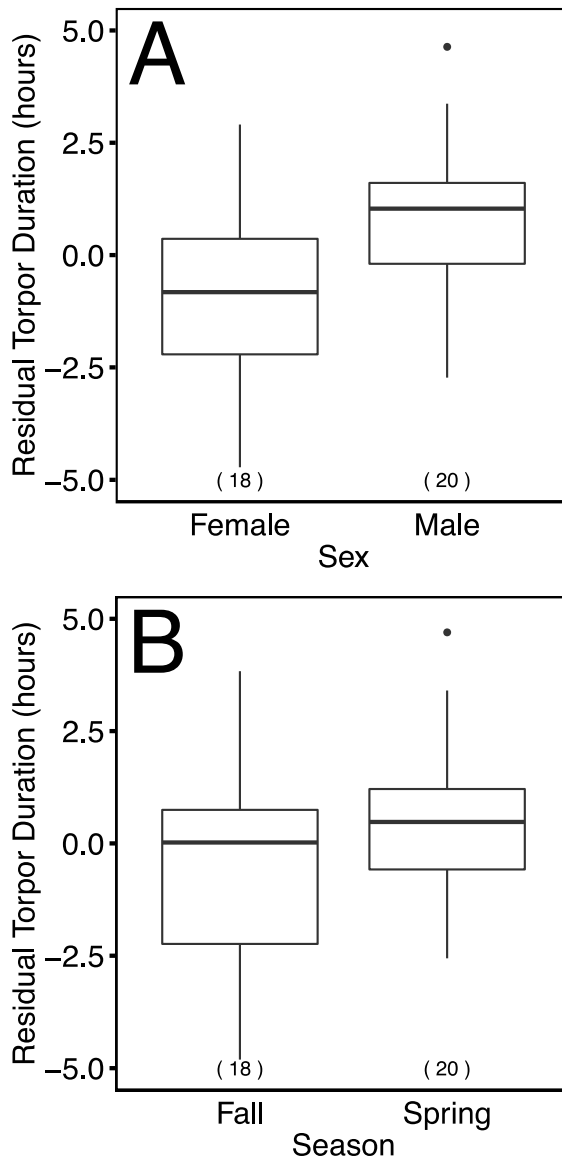 A
Residual Torpor Duration (hours)
5.0
2.5
0.0
−2.5
−5.0
( 18 ) ( 20 )
Female Male
Sex
B
Residual Torpor Duration (hours)
5.0
2.5
0.0
−2.5
−5.0
( 18 ) ( 20 )
Fall Spring
Season